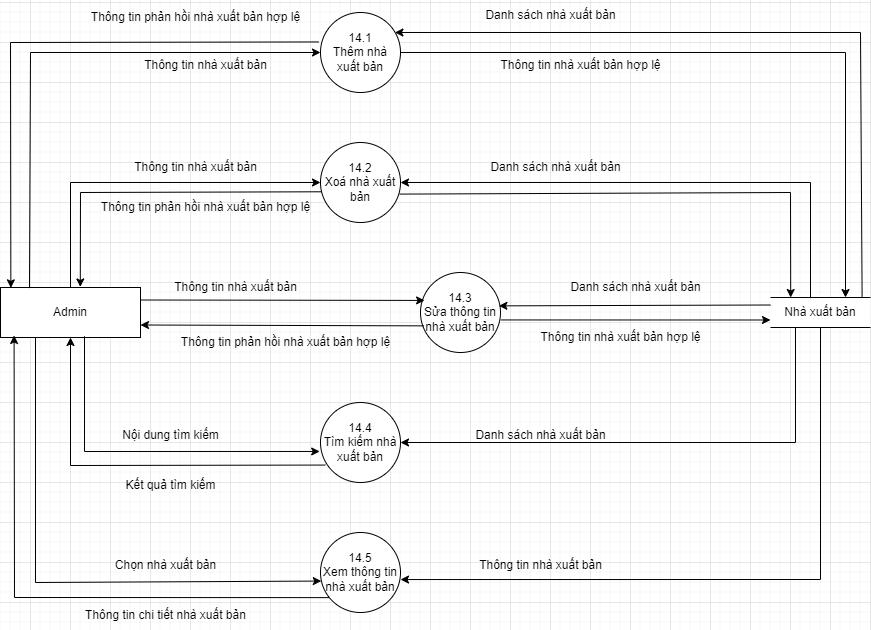 Thông tin phản hồi nhà xuất bản hợp lệ
Danh sách nhà xuất bản
14.1
Thêm nhà
xuất bản
Thông tin nhà xuất bản
Thông tin nhà xuất bản hợp lệ
Thông tin nhà xuất bản
14.2
Xoá nhà xuất
bản
Danh sách nhà xuất bản
Thông tin phản hồi nhà xuất bản hợp lệ
Thông tin nhà xuất bản
14.3
Sửa thông tin
nhà xuất bản
Danh sách nhà xuất bản
Admin
Nhà xuất bản
Thông tin phản hồi nhà xuất bản hợp lệ
Thông tin nhà xuất bản hợp lệ
Nội dung tìm kiếm
14.4
Tìm kiếm nhà
xuất bản
Danh sách nhà xuất bản
Kết quả tìm kiếm
Chọn nhà xuất bản
14.5
Xem thông tin
nhà xuất bản
Thông tin nhà xuất bản
Thông tin chi tiết nhà xuất bản